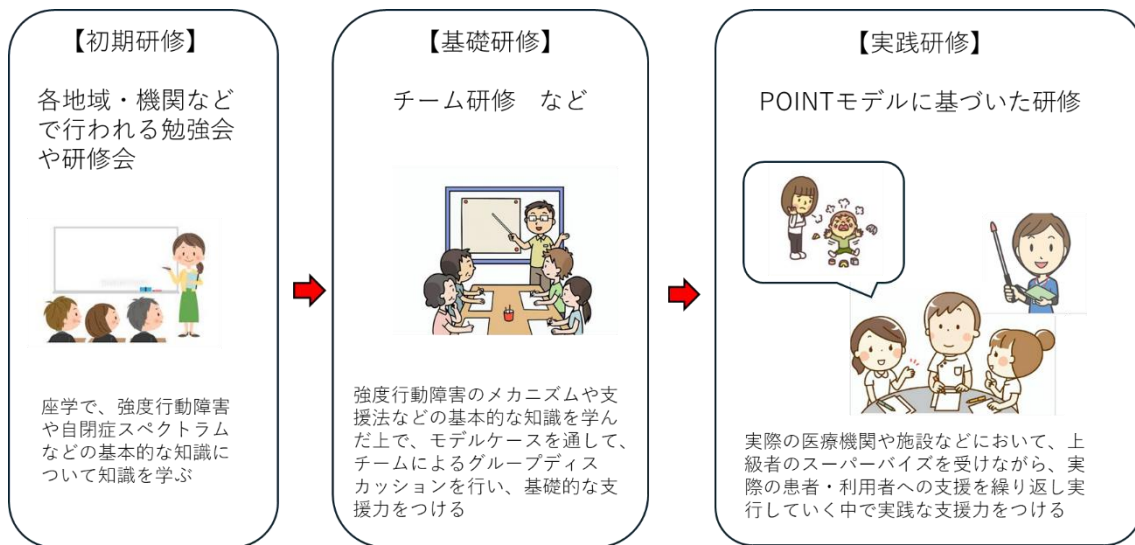 【初期研修】
各地域・機関など
で行われる勉強会
や研修会
座学で、強度行動障害
や自閉症スペクトラム
などの基本的な知識に
ついて知識を学ぶ
【基礎研修】
チーム研修　など
強度行動障害のメカニズムや支
援法などの基本的な知識を学ん
だ上で、モデルケースを通して、
チームによるグループディス
カッションを行い、基礎的な支
援力をつける
【実践研修】
POINTモデルに基づいた研修
実際の医療機関や施設などにおいて、上
級者のスーパーバイズを受けながら、実
際の患者・利用者への支援を繰り返し実
行していく中で実践な支援力をつける